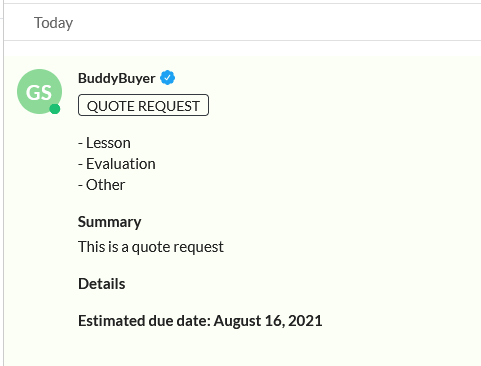 Today
GS
BuddyBuyer
QUOTE REQUEST
- Lesson
- Evaluation
- Other
Summary
This is a quote request
Details
Estimated due date: August 16, 2021